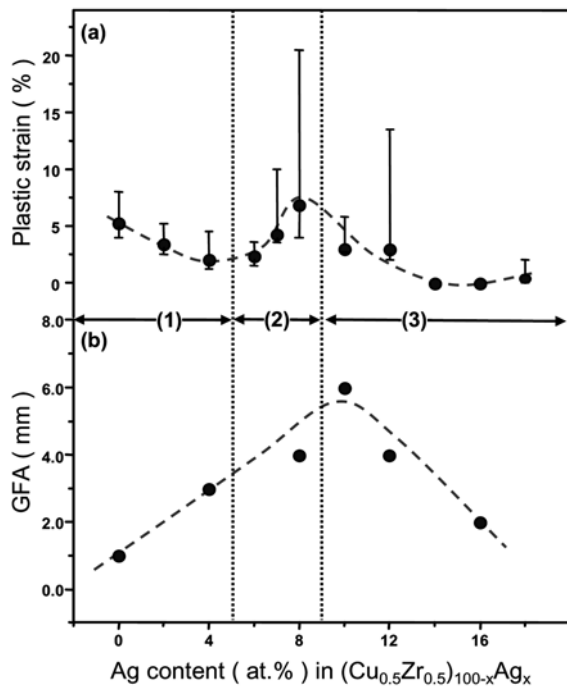 (a)
Plastic strain ( % )
20
15
10
5
0
(1) (2) (3)
8.0
(b)
GFA ( mm )
6.0
4.0
2.0
0.0
0 4 8 12 16
Ag content ( at.% ) in (Cu₀.₅Zr₀.₅)₁₀₀₋ₓAgₓ